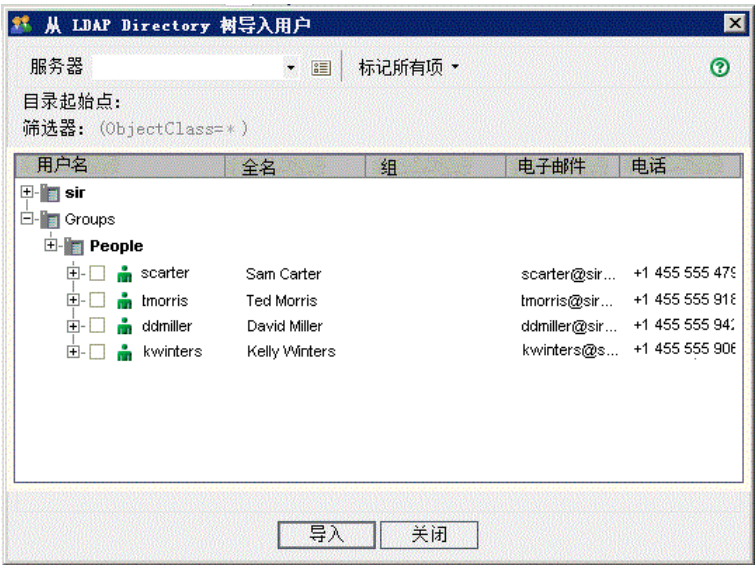 从 LDAP Directory 树导入用户
服务器 标记所有项
目录起始点：
筛选器： (ObjectClass=*)
用户名 全名 组 电子邮件 电话
sir
Groups
People
scarter Sam Carter scarter@sir... +1 455 555 479
tmorris Ted Morris tmorris@sir... +1 455 555 918
ddmiller David Miller ddmiller@sir... +1 455 555 942
kwinters Kelly Winters kwinters@s... +1 455 555 906
导入 关闭